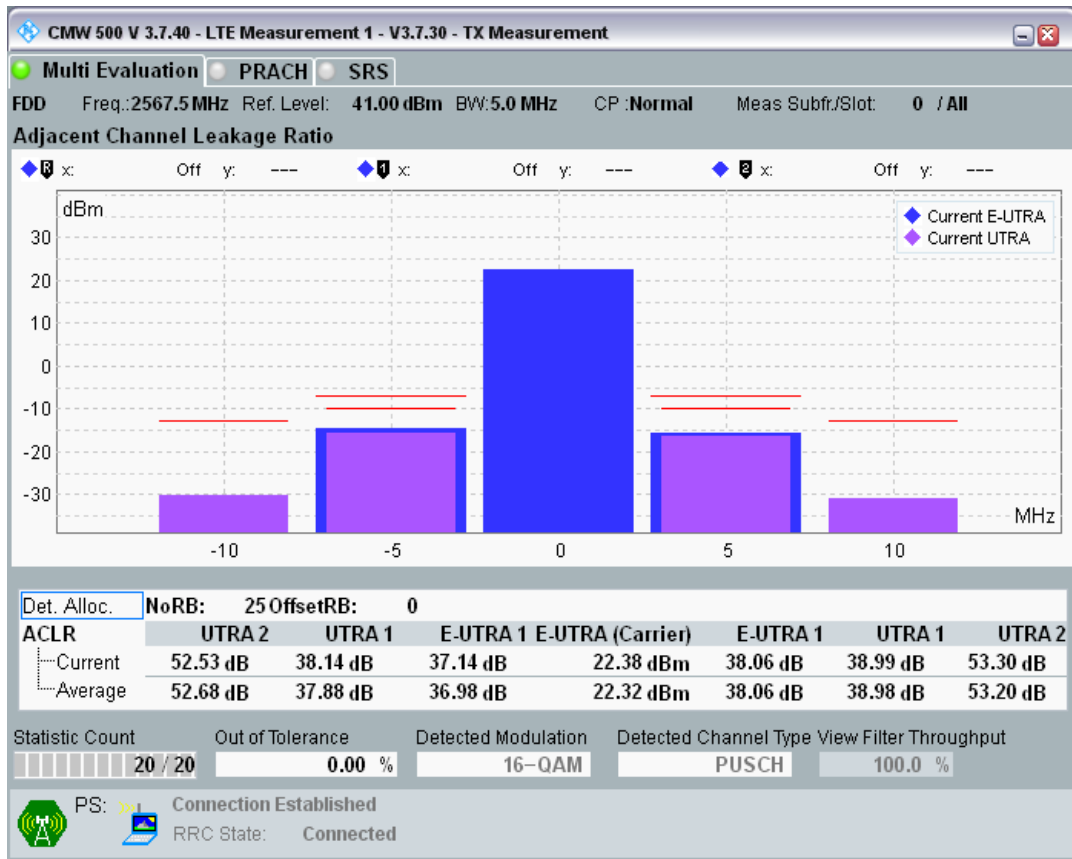 CMW 500 V 3.7.40 - LTE Measurement 1 - V3.7.30 - TX Measurement
Multi Evaluation PRACH SRS
FDD Freq.:2567.5 MHz Ref. Level: 41.00 dBm BW:5.0 MHz CP :Normal Meas Subfr./Slot: 0 / All
Adjacent Channel Leakage Ratio
R x: Off y: --- 1 x: Off y: --- 2 x: Off y: ---
dBm
Current E-UTRA
Current UTRA
30
20
10
0
-10
-20
-30
MHz
-10 -5 0 5 10
Det. Alloc. NoRB: 25 OffsetRB: 0
ACLR UTRA 2 UTRA 1 E-UTRA 1 E-UTRA (Carrier) E-UTRA 1 UTRA 1 UTRA 2
Current 52.53 dB 38.14 dB 37.14 dB 22.38 dBm 38.06 dB 38.99 dB 53.30 dB
Average 52.68 dB 37.88 dB 36.98 dB 22.32 dBm 38.06 dB 38.98 dB 53.20 dB
Statistic Count Out of Tolerance Detected Modulation Detected Channel Type View Filter Throughput
20 / 20 0.00 % 16-QAM PUSCH 100.0 %
PS: Connection Established
RRC State: Connected